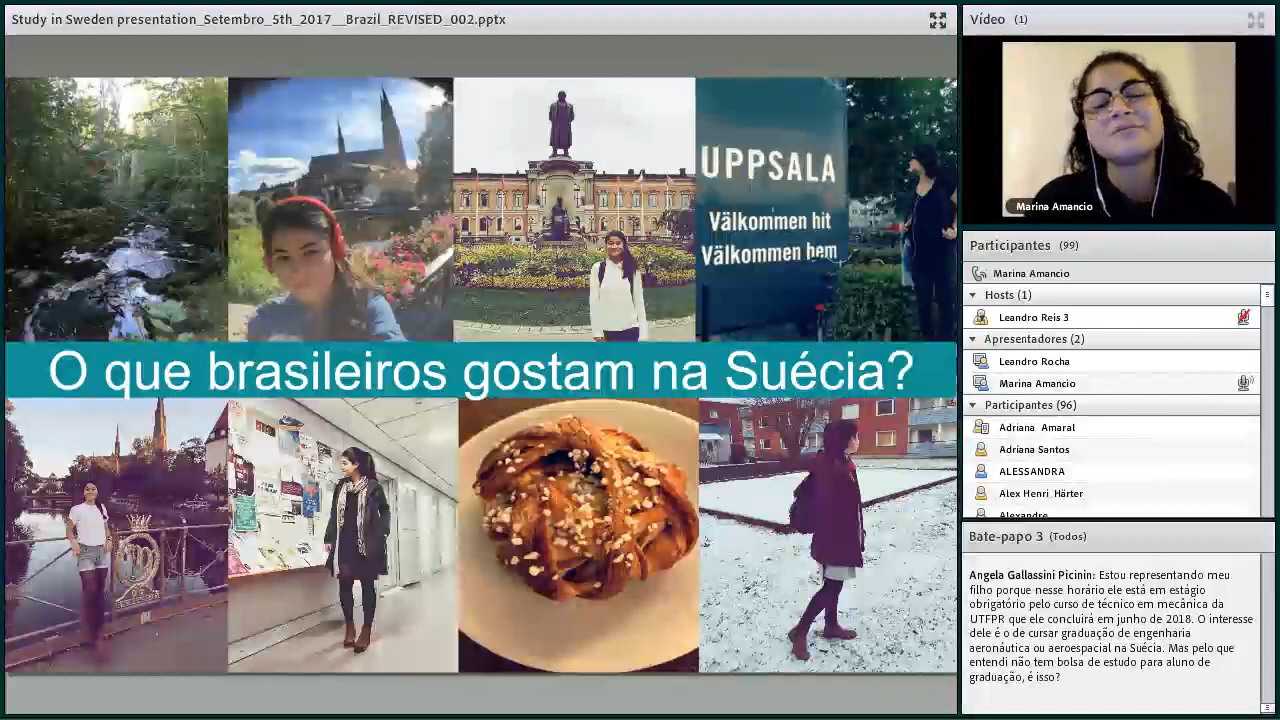 Study in Sweden presentation_Setembro_5th_2017__Brazil_REVISED_002.pptx
UPPSALA
Välkommen hit
Välkommen hem
O que brasileiros gostam na Suécia?
Vídeo (1)
Marina Amancio
Participantes (99)
Marina Amancio
Hosts (1)
Leandro Reis 3
Apresentadores (2)
Leandro Rocha
Marina Amancio
Participantes (96)
Adriana Amaral
Adriana Santos
ALESSANDRA
Alex Henri Härter
Alexandre
Bate-papo 3 (Todos)
Angela Gallassini Picinin: Estou representando meu
filho porque nesse horário ele está em estágio
obrigatório pelo curso de técnico em mecânica da
UTFPR que ele concluirá em junho de 2018. O interesse
dele é o de cursar graduação de engenharia
aeronáutica ou aeroespacial na Suécia. Mas pelo que
entendi não tem bolsa de estudo para aluno de
graduação, é isso?